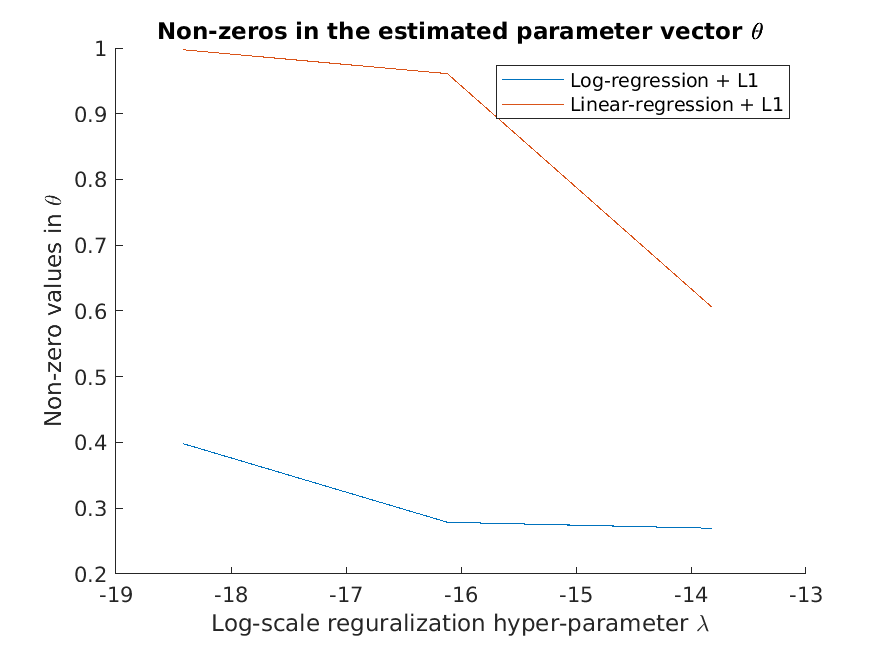 Non-zeros in the estimated parameter vector θ
Log-regression + L1
Linear-regression + L1
Non-zero values in θ
1
0.9
0.8
0.7
0.6
0.5
0.4
0.3
0.2
-19 -18 -17 -16 -15 -14 -13
Log-scale reguralization hyper-parameter λ